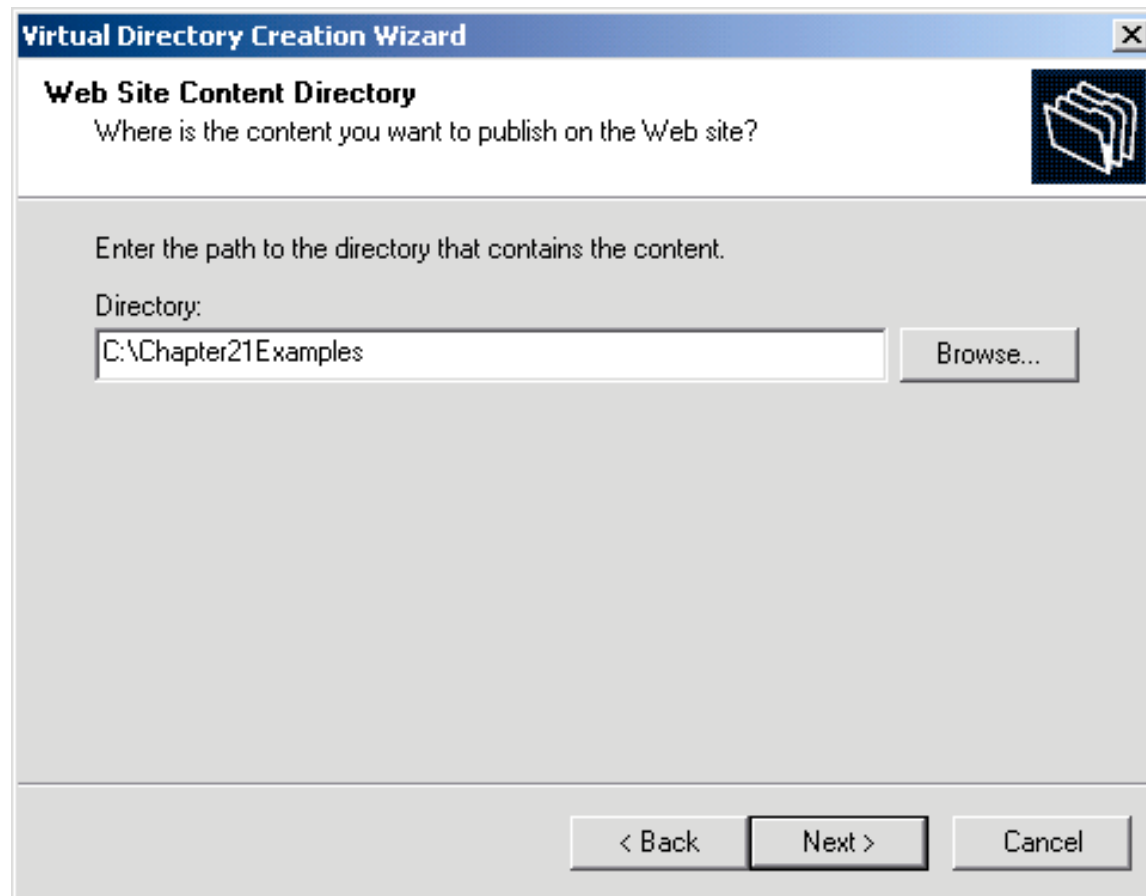 Virtual Directory Creation Wizard
Web Site Content Directory
Where is the content you want to publish on the Web site?
Enter the path to the directory that contains the content.
Directory:
C:\Chapter21Examples
Browse...
< Back
Next >
Cancel